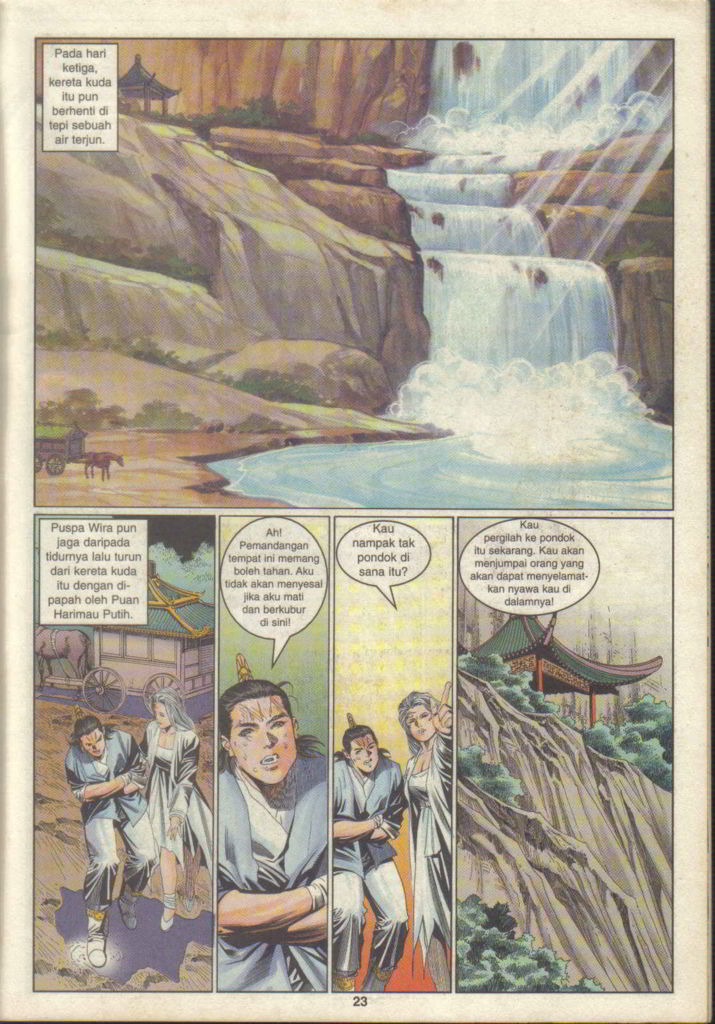 Pada hari
ketiga,
kereta kuda
itu pun
berhenti di
tepi sebuah
air terjun.
Puspa Wira pun
jaga daripada
tidurnya lalu turun
dari kereta kuda
itu dengan di-
papah oleh Puan
Harimau Putih.
Ah!
Pemandangan
tempat ini memang
boleh tahan. Aku
tidak akan menyesal
jika aku mati
dan berkubur
di sini!
Kau
nampak tak
pondok di
sana itu?
Kau
pergilah ke pondok
itu sekarang. Kau akan
menjumpai orang yang
akan dapat menyelamat-
kan nyawa kau di
dalamnya!
23